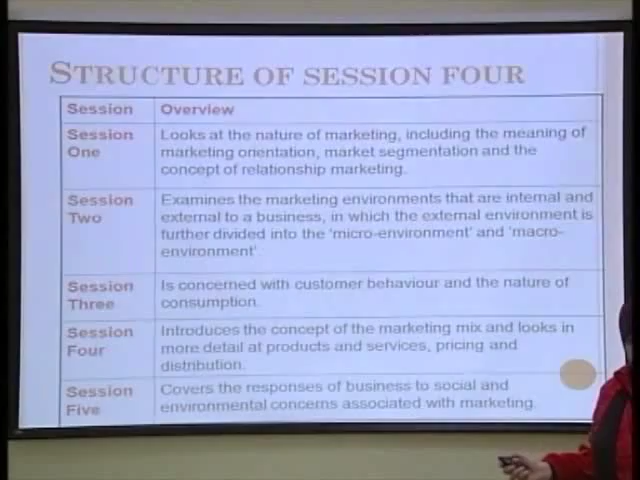 STRUCTURE OF SESSION FOUR
Session Overview
Session One
Looks at the nature of marketing, including the meaning of
marketing orientation, market segmentation and the
concept of relationship marketing.
Session Two
Examines the marketing environments that are internal and
external to a business, in which the external environment is
further divided into the 'micro-environment' and 'macro-
environment'
Session Three
Is concerned with customer behaviour and the nature of
consumption.
Session Four
Introduces the concept of the marketing mix and looks in
more detail at products and services, pricing and
distribution.
Session Five
Covers the responses of business to social and
environmental concerns associated with marketing.